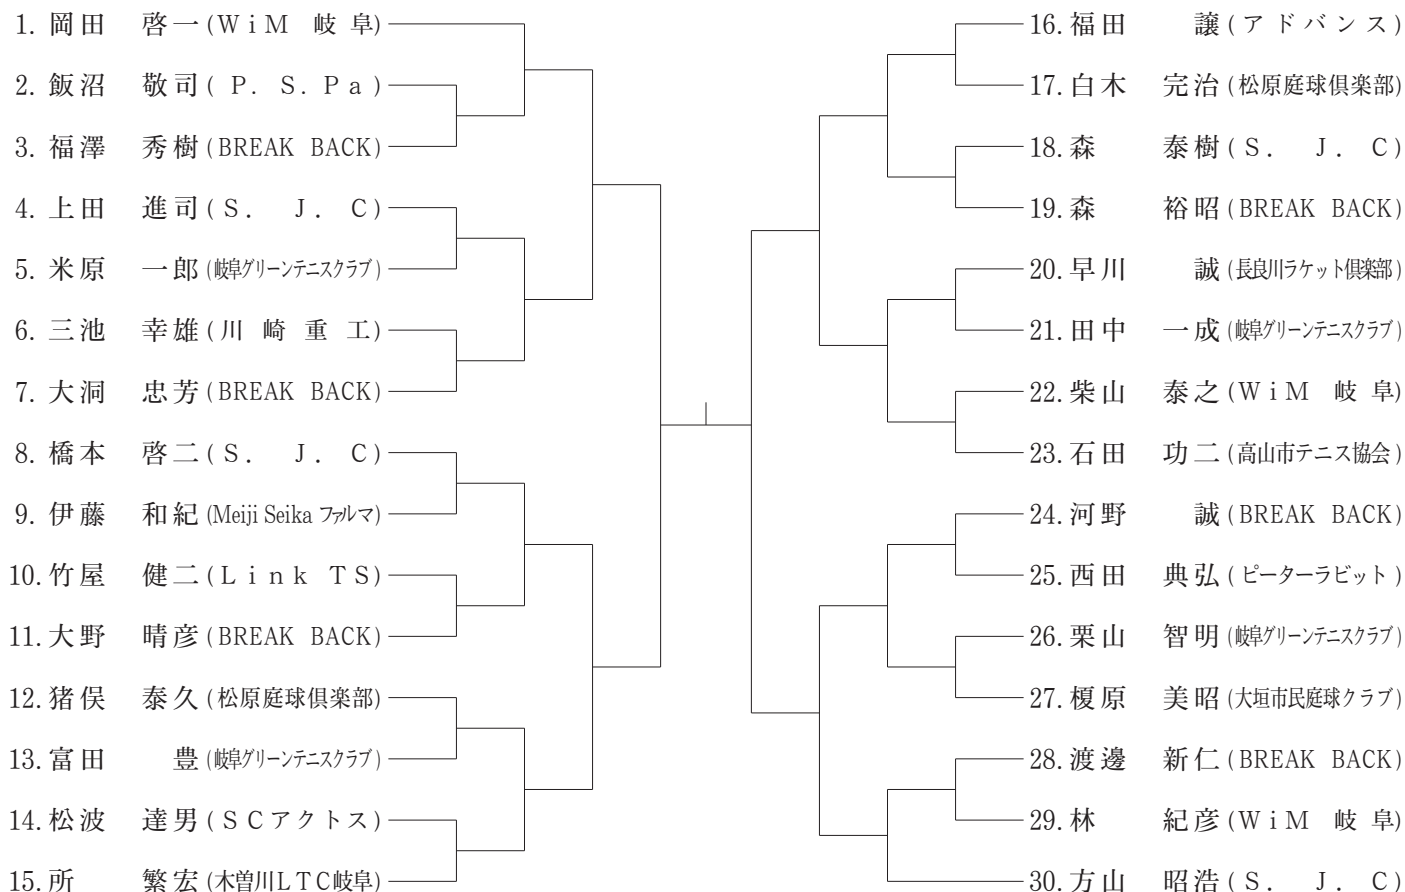 1. 岡田　啓一 (WiM 岐阜)
2. 飯沼　敬司 (P. S. Pa)
3. 福澤　秀樹 (BREAK BACK)
4. 上田　進司 (S. J. C)
5. 米原　一郎 (岐阜グリーンテニスクラブ)
6. 三池　幸雄 (川崎重工)
7. 大洞　忠芳 (BREAK BACK)
8. 橋本　啓二 (S. J. C)
9. 伊藤　和紀 (Meiji Seika ファルマ)
10. 竹屋　健二 (Link TS)
11. 大野　晴彦 (BREAK BACK)
12. 猪俣　泰久 (松原庭球倶楽部)
13. 富田　豊 (岐阜グリーンテニスクラブ)
14. 松波　達男 (SCアクトス)
15. 所　繁宏 (木曽川LTC岐阜)
16. 福田　譲 (アドバンス)
17. 白木　完治 (松原庭球倶楽部)
18. 森　泰樹 (S. J. C)
19. 森　裕昭 (BREAK BACK)
20. 早川　誠 (長良川ラケット倶楽部)
21. 田中　一成 (岐阜グリーンテニスクラブ)
22. 柴山　泰之 (WiM 岐阜)
23. 石田　功二 (高山市テニス協会)
24. 河野　誠 (BREAK BACK)
25. 西田　典弘 (ピーターラビット)
26. 栗山　智明 (岐阜グリーンテニスクラブ)
27. 榎原　美昭 (大垣市民庭球クラブ)
28. 渡邊　新仁 (BREAK BACK)
29. 林　紀彦 (WiM 岐阜)
30. 方山　昭浩 (S. J. C)